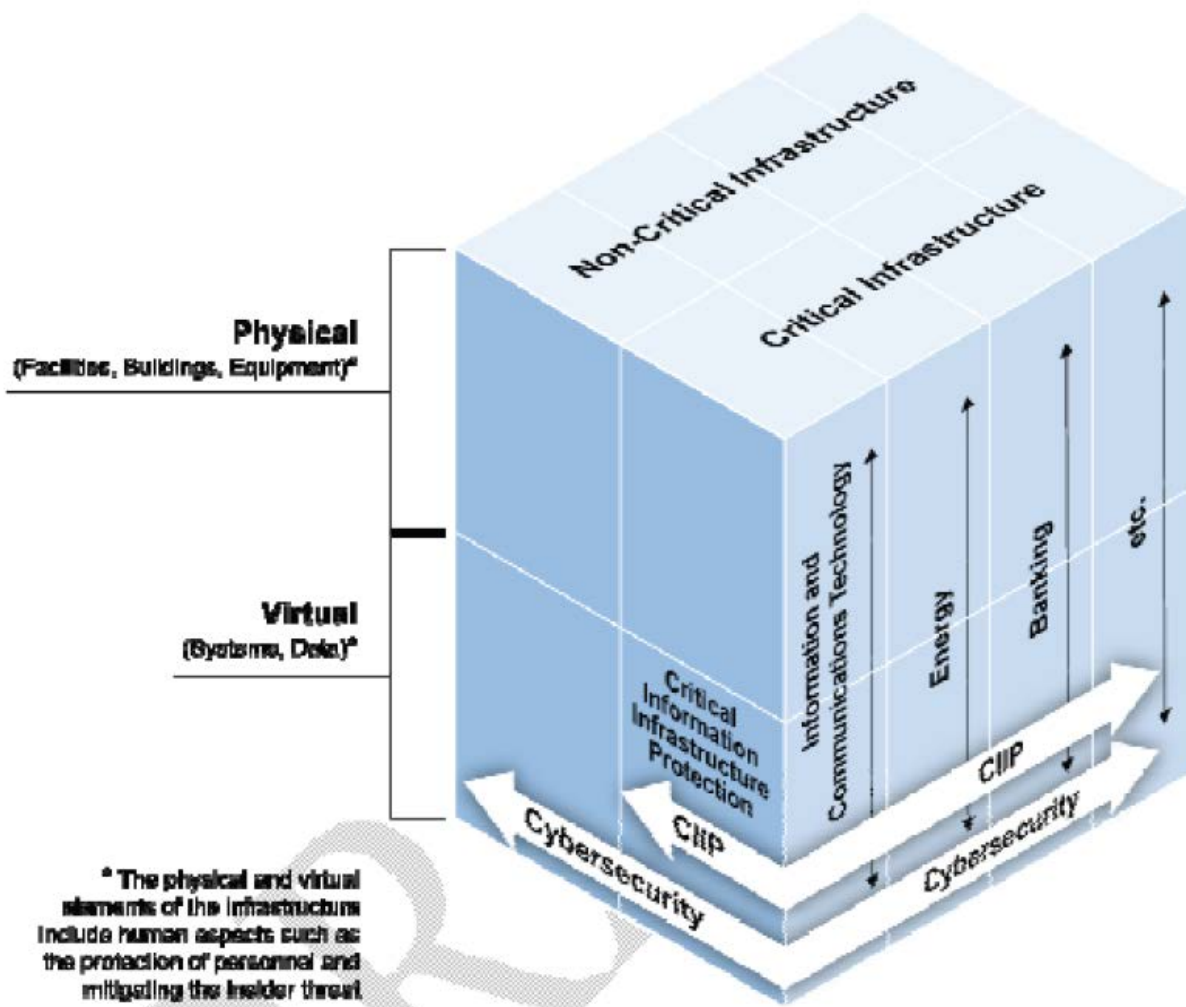 Non-Critical Infrastructure
Critical Infrastructure
Physical
(Facilities, Buildings, Equipment)ᵃ
Virtual
(Systems, Data)ᵃ
Information and
Communications Technology
Energy
Banking
etc.
Critical
Information
Infrastructure
Protection
CIIP
CIIP
Cybersecurity
Cybersecurity
ᵃ The physical and virtual
elements of the infrastructure
include human aspects such as
the protection of personnel and
mitigating the insider threat